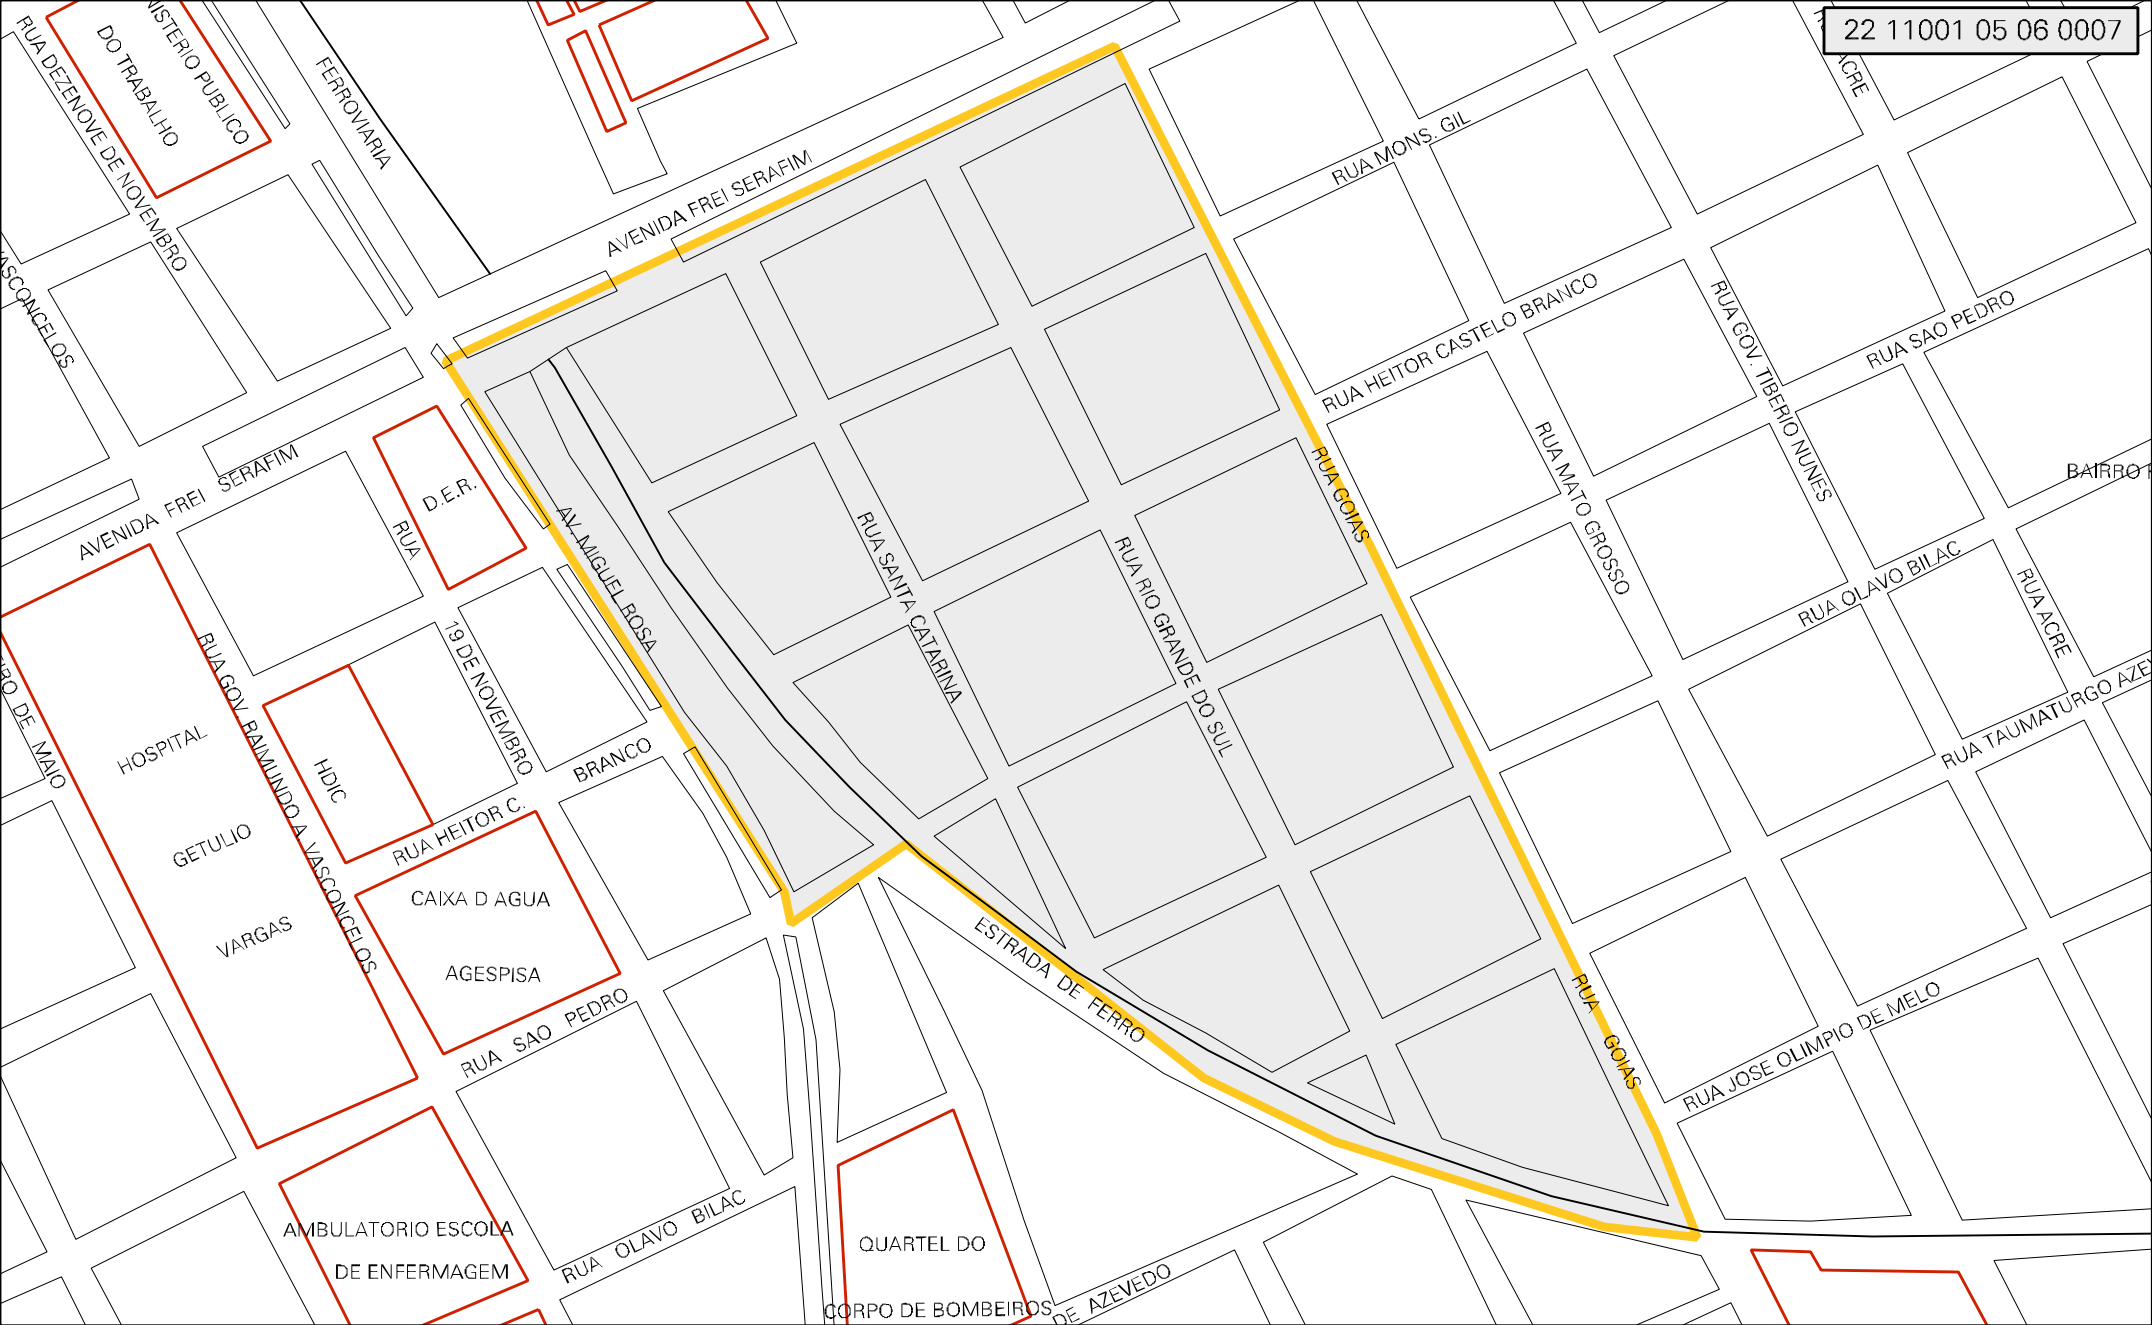 22 11001 05 06 0007
RUA DEZENOVE DE NOVEMBRO
DO TRABALHO
PUBLICO
FERROVIARIA
AVENIDA FREI SERAFIM
RUA MONS. GIL
ACRE
VASCONCELOS
RUA HEITOR CASTELO BRANCO
RUA GOV. TIBERIO NUNES
RUA SAO PEDRO
BAIRRO
AVENIDA FREI SERAFIM
D.E.R.
RUA
19 DE NOVEMBRO
AV. MIGUEL ROSA
RUA SANTA CATARINA
RUA RIO GRANDE DO SUL
RUA GOIAS
RUA MATO GROSSO
RUA OLAVO BILAC
RUA ACRE
RUA TAUMATURGO
DE MAIO
HOSPITAL
GETULIO
VARGAS
RUA GOV. RAIMUNDO A. VASCONCELOS
HDIC
RUA HEITOR C.
BRANCO
CAIXA D AGUA
AGESPISA
RUA SAO PEDRO
ESTRADA DE FERRO
RUA GOIAS
RUA JOSE OLIMPIO DE MELO
AMBULATORIO ESCOLA
DE ENFERMAGEM
RUA OLAVO BILAC
QUARTEL DO
CORPO DE BOMBEIROS
DE AZEVEDO